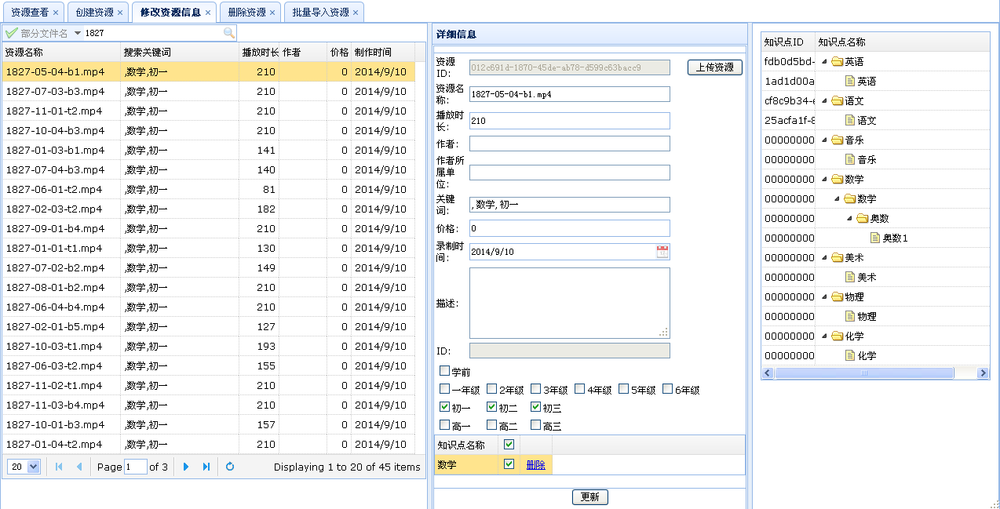 资源查看 × 创建资源 × 修改资源信息 × 删除资源 × 批量导入资源 ×
部分文件名 1827
资源名称 搜索关键词 播放时长 作者 价格 制作时间
1827-05-04-b1.mp4 ,数学,初一 210 0 2014/9/10
1827-07-03-b3.mp4 ,数学,初一 210 0 2014/9/10
1827-11-01-t2.mp4 ,数学,初一 210 0 2014/9/10
1827-10-04-b3.mp4 ,数学,初一 210 0 2014/9/10
1827-01-03-b1.mp4 ,数学,初一 141 0 2014/9/10
1827-07-04-b3.mp4 ,数学,初一 140 0 2014/9/10
1827-06-01-t2.mp4 ,数学,初一 81 0 2014/9/10
1827-02-03-t2.mp4 ,数学,初一 182 0 2014/9/10
1827-09-01-b4.mp4 ,数学,初一 210 0 2014/9/10
1827-01-01-t1.mp4 ,数学,初一 130 0 2014/9/10
1827-07-02-b2.mp4 ,数学,初一 149 0 2014/9/10
1827-08-01-b2.mp4 ,数学,初一 210 0 2014/9/10
1827-06-04-b4.mp4 ,数学,初一 210 0 2014/9/10
1827-02-01-b5.mp4 ,数学,初一 127 0 2014/9/10
1827-10-03-t1.mp4 ,数学,初一 193 0 2014/9/10
1827-06-03-t2.mp4 ,数学,初一 155 0 2014/9/10
1827-11-02-t1.mp4 ,数学,初一 210 0 2014/9/10
1827-11-03-b4.mp4 ,数学,初一 210 0 2014/9/10
1827-10-01-b3.mp4 ,数学,初一 157 0 2014/9/10
1827-01-04-t2.mp4 ,数学,初一 210 0 2014/9/10
20 Page 1 of 3 Displaying 1 to 20 of 45 items
详细信息
资源
ID: 012c691d-1870-45de-ab78-d599c63bacc9 上传资源
资源名
称: 1827-05-04-b1.mp4
播放时
长: 210
作者:
作者所
属单
位:
关键
词: ,数学,初一
价格: 0
录制时
间: 2014/9/10
描述:
ID:
学前
一年级 2年级 3年级 4年级 5年级 6年级
初一 初二 初三
高一 高二 高三
知识点名称
数学 删除
更新
知识点ID 知识点名称
fdb0d5bd- 英语
1ad1d00a 英语
cf8c9b34-e 语文
25acfa1f-8 语文
00000000 音乐
00000000 音乐
00000000 数学
00000000 数学
00000000 奥数
00000000 奥数1
00000000 美术
00000000 美术
00000000 物理
00000000 物理
00000000 化学
00000000 化学